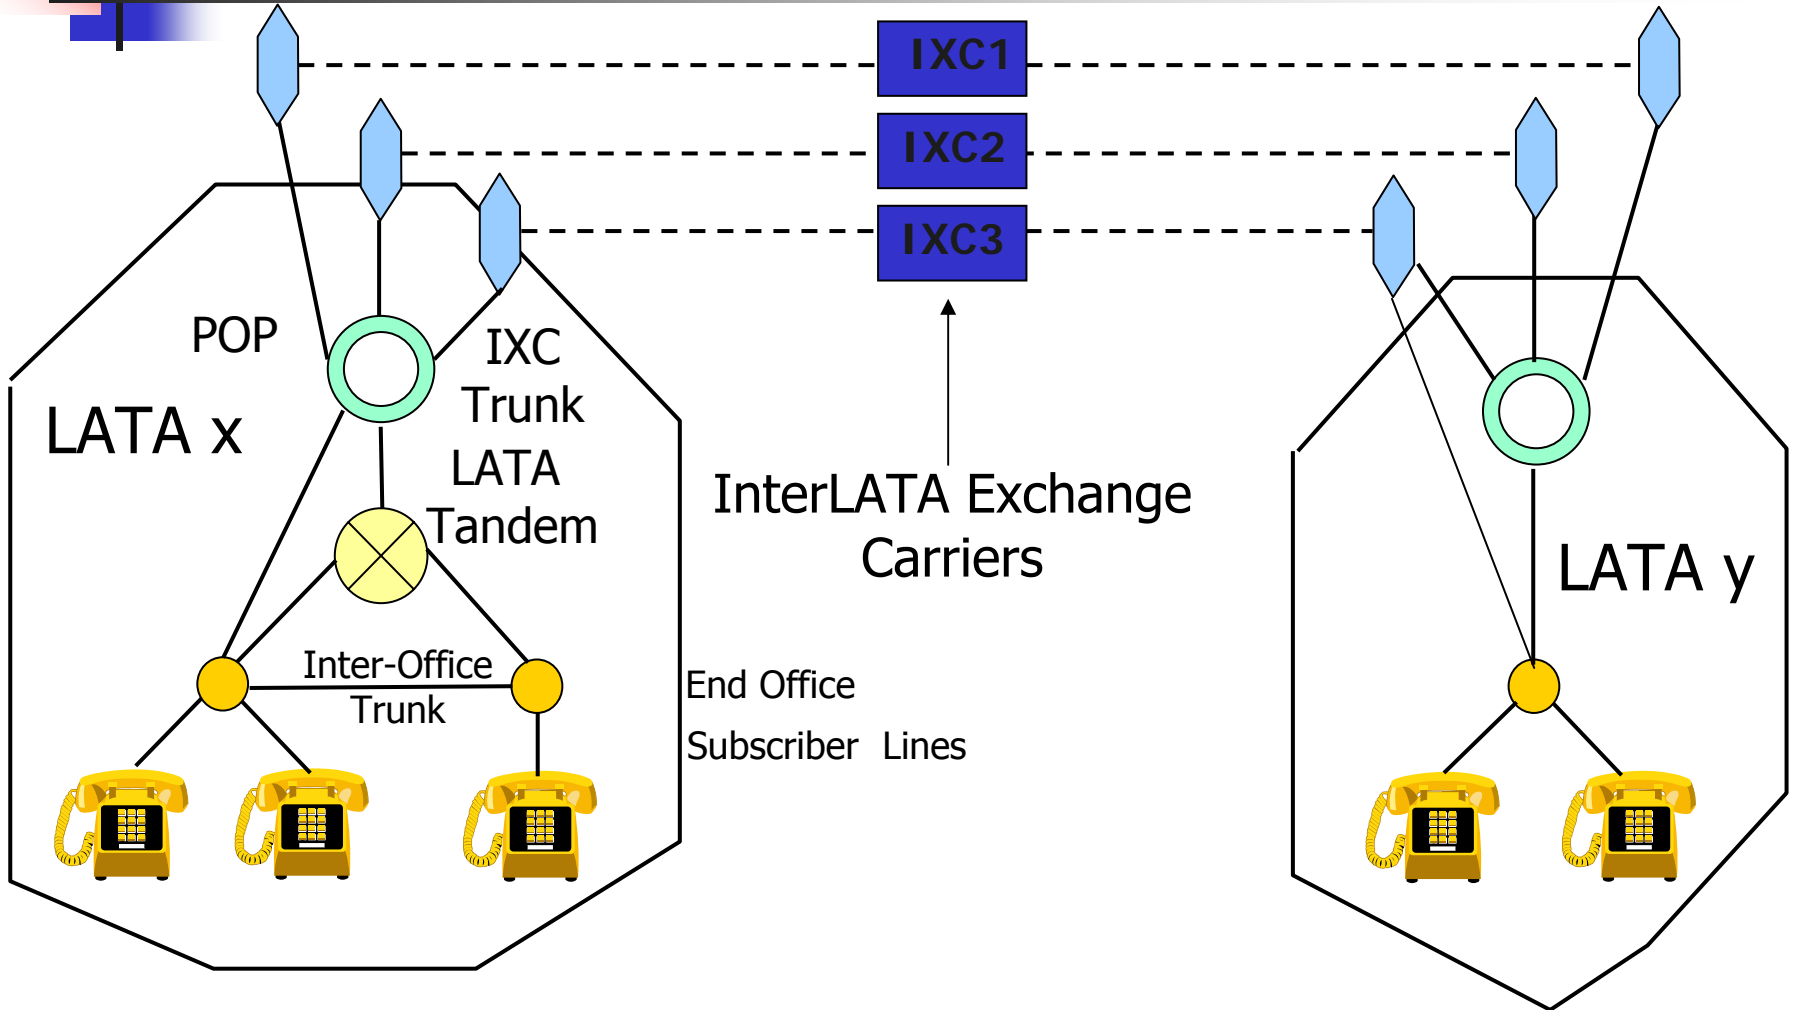 IXC1
IXC2
IXC3
POP
IXC
Trunk
LATA x
LATA
Tandem
InterLATA Exchange
Carriers
LATA y
Inter-Office
Trunk
End Office
Subscriber Lines